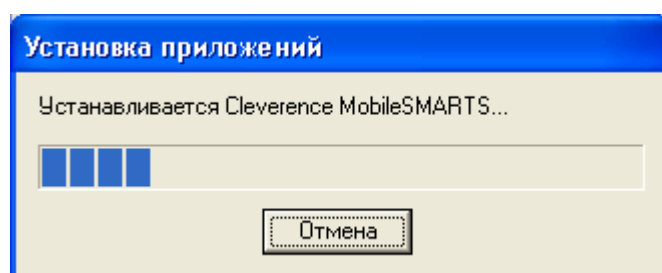 Установка приложений
Устанавливается Cleverence MobileSMARTS...
Отмена